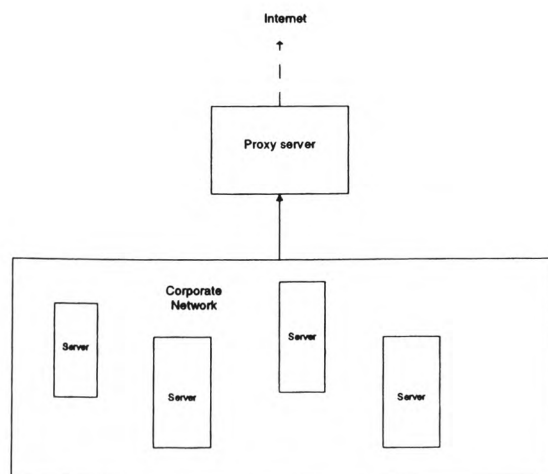 Internet
Proxy server
Corporate
Network
Server
Server
Server
Server